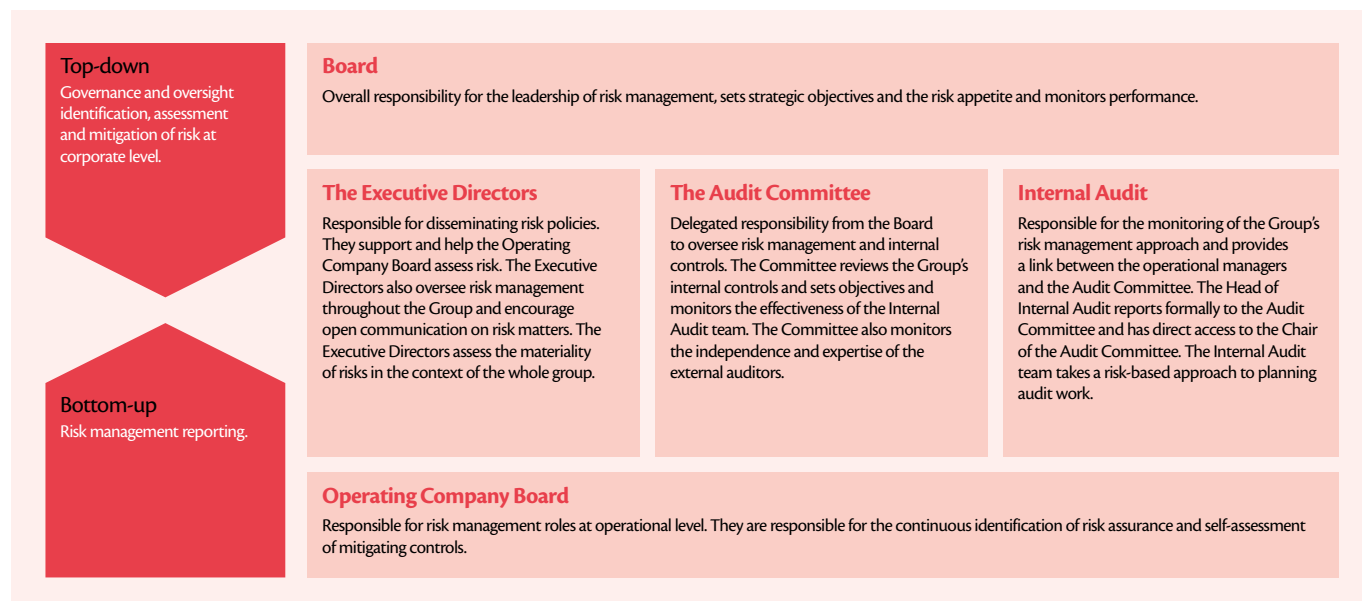 Top-down
Governance and oversight
identification, assessment
and mitigation of risk at
corporate level.
Bottom-up
Risk management reporting.
Board
Overall responsibility for the leadership of risk management, sets strategic objectives and the risk appetite and monitors performance.
The Executive Directors
Responsible for disseminating risk policies.
They support and help the Operating
Company Board assess risk. The Executive
Directors also oversee risk management
throughout the Group and encourage
open communication on risk matters. The
Executive Directors assess the materiality
of risks in the context of the whole group.
The Audit Committee
Delegated responsibility from the Board
to oversee risk management and internal
controls. The Committee reviews the Group’s
internal controls and sets objectives and
monitors the effectiveness of the Internal
Audit team. The Committee also monitors
the independence and expertise of the
external auditors.
Internal Audit
Responsible for the monitoring of the Group’s
risk management approach and provides
a link between the operational managers
and the Audit Committee. The Head of
Internal Audit reports formally to the Audit
Committee and has direct access to the Chair
of the Audit Committee. The Internal Audit
team takes a risk-based approach to planning
audit work.
Operating Company Board
Responsible for risk management roles at operational level. They are responsible for the continuous identification of risk assurance and self-assessment
of mitigating controls.